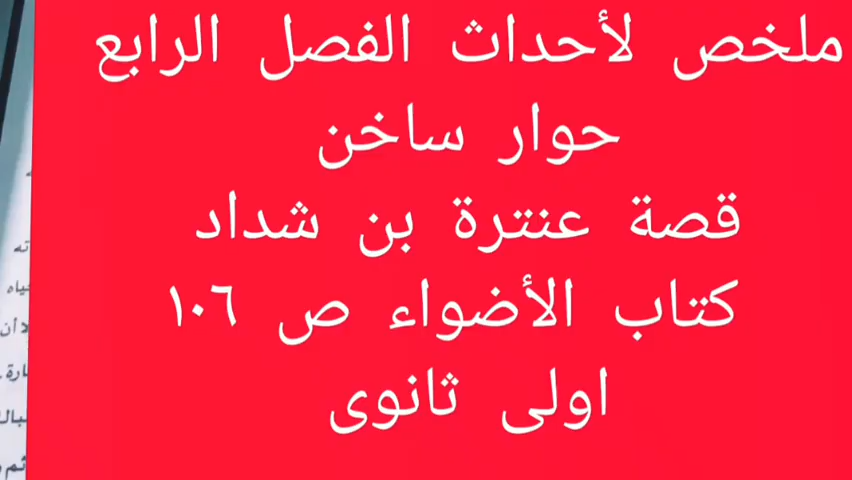 ملخص لأحداث الفصل الرابع
حوار ساخن
قصة عنترة بن شداد
كتاب الأضواء ص ١٠٦
اولى ثانوى